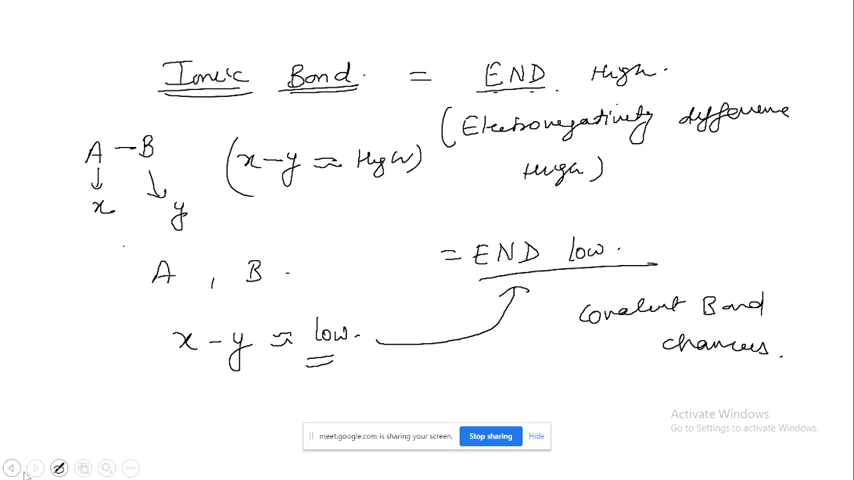 Ionic Bond. = END High.
(Electronegativity difference
High)
A - B
(x - y ≈ High)
x
y
= END low.
A , B .
x - y ≈ low.
Covalent Bond
chances.
Activate Windows
Go to Settings to activate Windows.
meet.google.com is sharing your screen.
Stop sharing
Hide